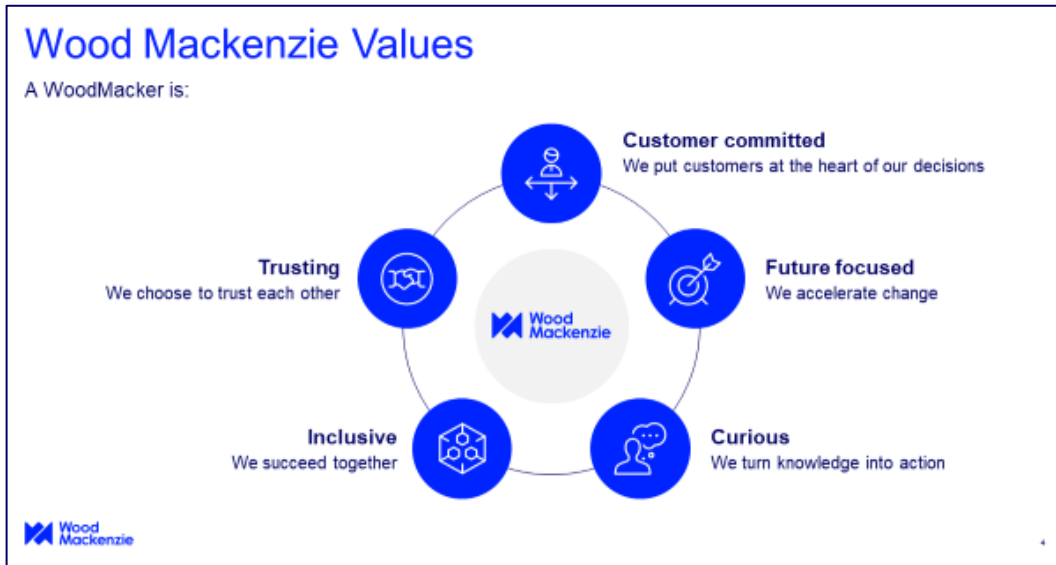 Wood Mackenzie Values
A WoodMacker is:
Customer committed
We put customers at the heart of our decisions
Trusting
We choose to trust each other
Future focused
We accelerate change
Wood
Mackenzie
Inclusive
We succeed together
Curious
We turn knowledge into action
Wood
Mackenzie
4